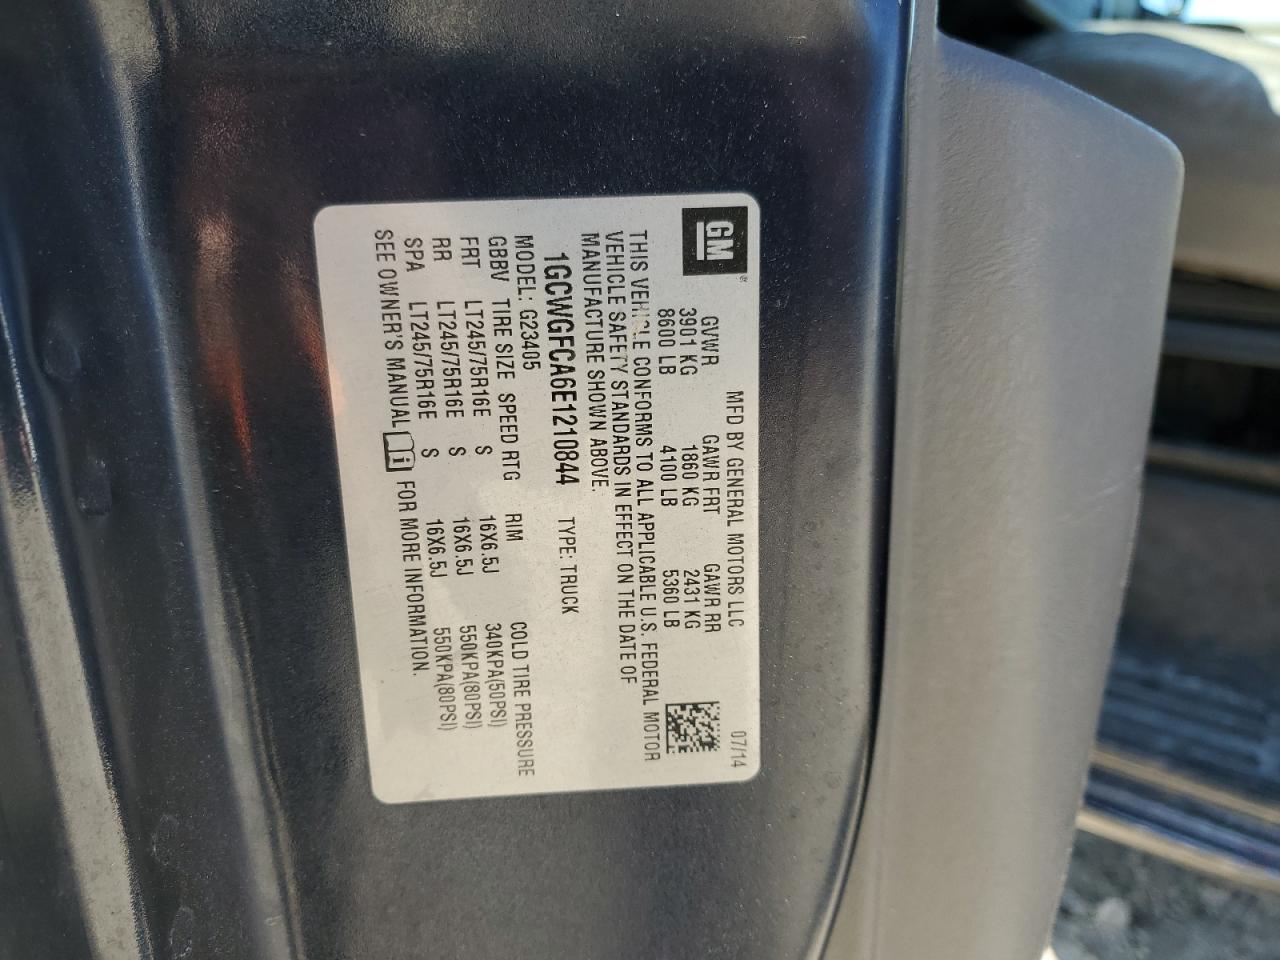 GM ®
MFD BY GENERAL MOTORS LLC 07/14
GVWR GAWR FRT GAWR RR
3901 KG 1860 KG 2431 KG
8600 LB 4100 LB 5360 LB
THIS VEHICLE CONFORMS TO ALL APPLICABLE U.S. FEDERAL MOTOR
VEHICLE SAFETY STANDARDS IN EFFECT ON THE DATE OF
MANUFACTURE SHOWN ABOVE.
1GCWGFCA6E1210844 TYPE: TRUCK
MODEL: G23405
GBBV TIRE SIZE SPEED RTG RIM COLD TIRE PRESSURE
FRT LT245/75R16E S 16X6.5J 340KPA(50PSI)
RR LT245/75R16E S 16X6.5J 550KPA(80PSI)
SPA LT245/75R16E S 16X6.5J 550KPA(80PSI)
SEE OWNER'S MANUAL i FOR MORE INFORMATION.